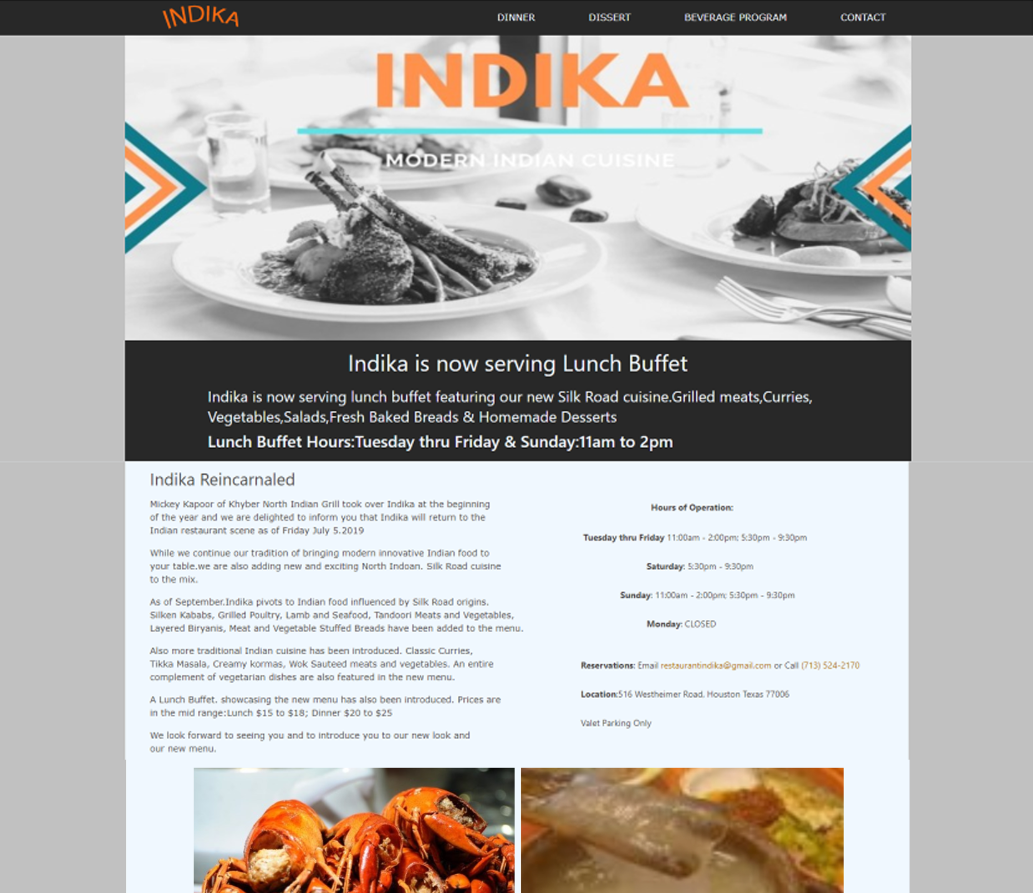 INDIKA
DINNER DISSERT BEVERAGE PROGRAM CONTACT
INDIKA
MODERN INDIAN CUISINE
Indika is now serving Lunch Buffet
Indika is now serving lunch buffet featuring our new Silk Road cuisine.Grilled meats,Curries,
Vegetables,Salads,Fresh Baked Breads & Homemade Desserts
Lunch Buffet Hours:Tuesday thru Friday & Sunday:11am to 2pm
Indika Reincarnaled
Mickey Kapoor of Khyber North Indian Grill took over Indika at the beginning
of the year and we are delighted to inform you that Indika will return to the
Indian restaurant scene as of Friday July 5.2019
While we continue our tradition of bringing modern innovative Indian food to
your table.we are also adding new and exciting North Indoan. Silk Road cuisine
to the mix.
As of September.Indika pivots to Indian food influenced by Silk Road origins.
Silken Kababs, Grilled Poultry, Lamb and Seafood, Tandoori Meats and Vegetables,
Layered Biryanis, Meat and Vegetable Stuffed Breads have been added to the menu.
Also more traditional Indian cuisine has been introduced. Classic Curries,
Tikka Masala, Creamy kormas, Wok Sauteed meats and vegetables. An entire
complement of vegetarian dishes are also featured in the new menu.
A Lunch Buffet. showcasing the new menu has also been introduced. Prices are
in the mid range:Lunch $15 to $18; Dinner $20 to $25
We look forward to seeing you and to introduce you to our new look and
our new menu.
Hours of Operation:
Tuesday thru Friday 11:00am - 2:00pm; 5:30pm - 9:30pm
Saturday: 5:30pm - 9:30pm
Sunday: 11:00am - 2:00pm; 5:30pm - 9:30pm
Monday: CLOSED
Reservations: Email restaurantindika@gmail.com or Call (713) 524-2170
Location:516 Westheimer Road. Houston Texas 77006
Valet Parking Only